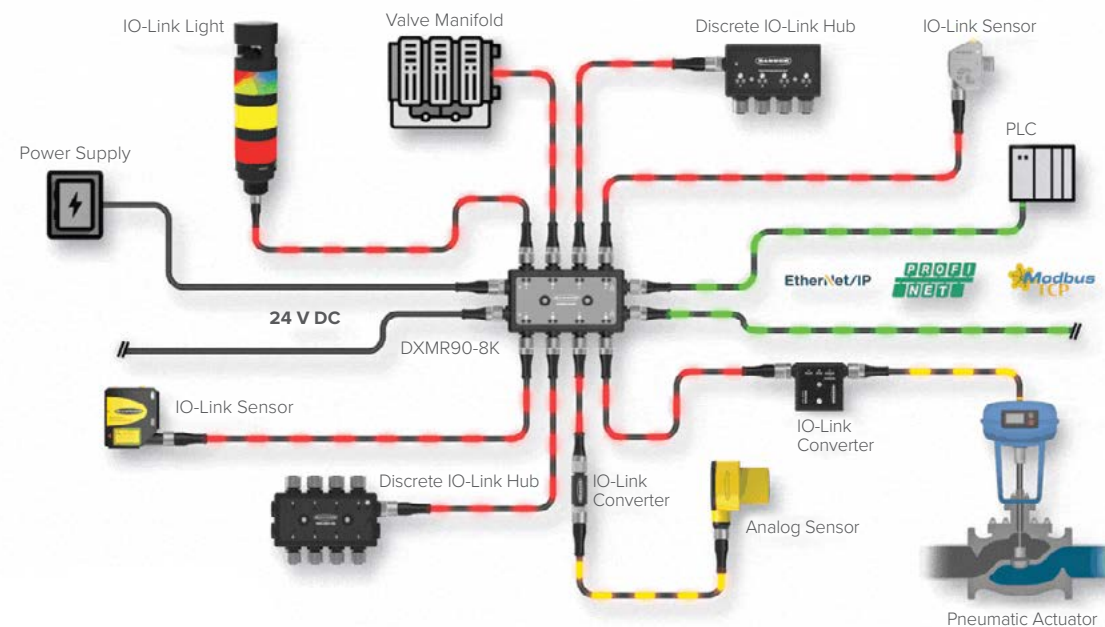 IO-Link Light
Valve Manifold
Discrete IO-Link Hub
IO-Link Sensor
BANNER
PLC
Power Supply
EtherNet/IP
PROFI
NET
Modbus
TCP
24 V DC
DXMR90-8K
IO-Link Sensor
IO-Link
Converter
Discrete IO-Link Hub
IO-Link
Converter
Analog Sensor
Pneumatic Actuator